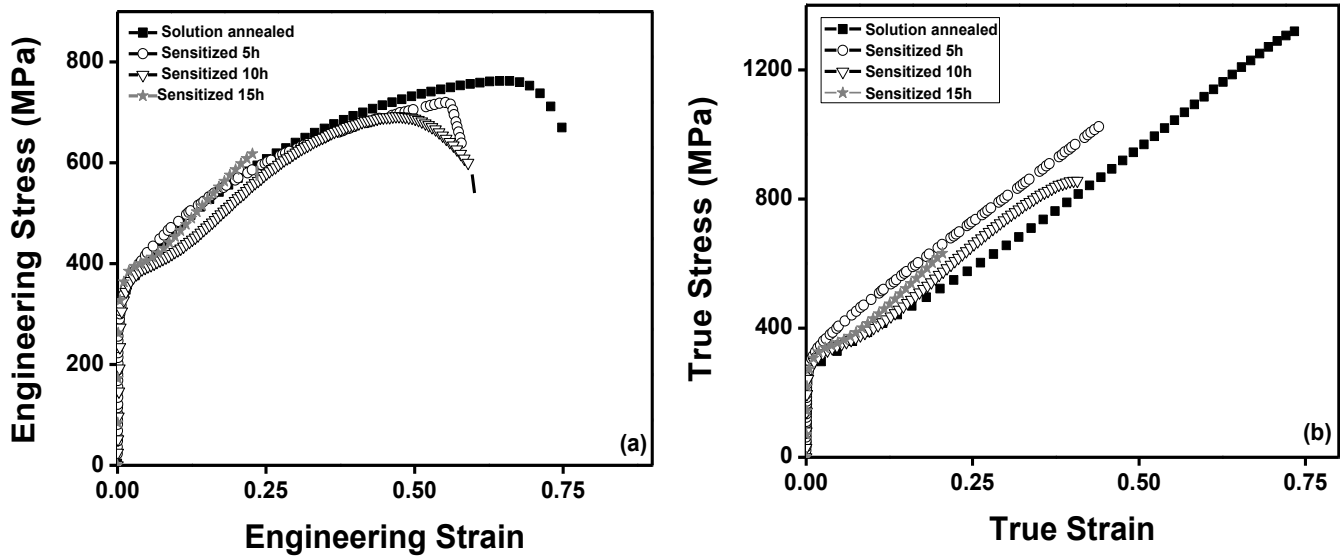 Solution annealed
Sensitized 5h
Sensitized 10h
Sensitized 15h
800
600
400
200
0
0.00
0.25
0.50
0.75
Engineering Stress (MPa)
Engineering Strain
(a)
Solution annealed
Sensitized 5h
Sensitized 10h
Sensitized 15h
1200
800
400
0
0.00
0.25
0.50
0.75
True Stress (MPa)
True Strain
(b)